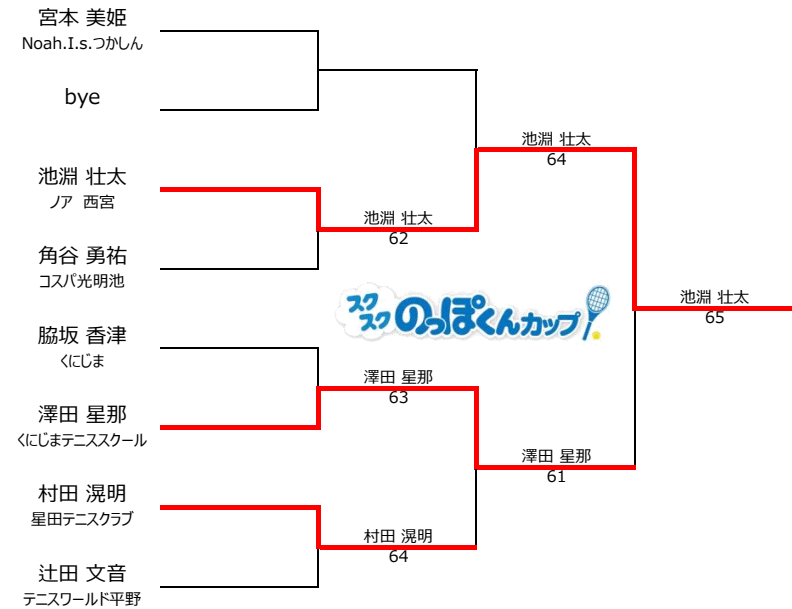 宮本 美姫
Noah.I.s.つかしん
bye
池淵 壮太
ノア 西宮
角谷 勇祐
コスパ光明池
脇坂 香津
くにじま
澤田 星那
くにじまテニススクール
村田 滉明
星田テニスクラブ
辻田 文音
テニスワールド平野
池淵 壮太
62
澤田 星那
63
村田 滉明
64
池淵 壮太
64
澤田 星那
61
池淵 壮太
65
スクスクのっぽくんカップ